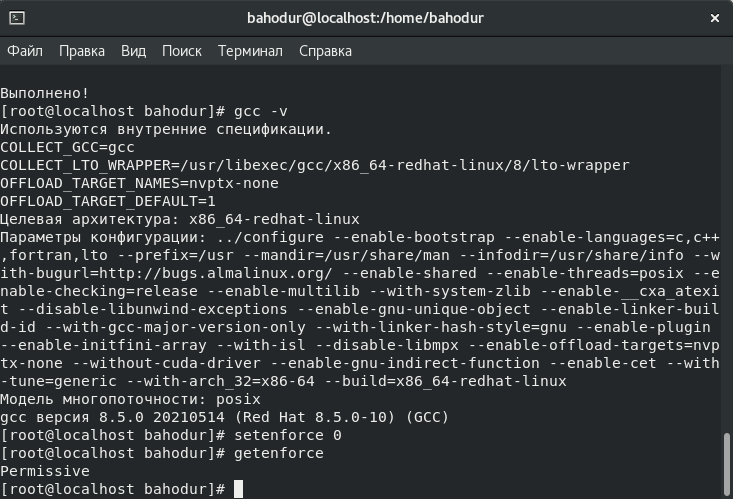 bahodur@localhost:/home/bahodur
Файл Правка Вид Поиск Терминал Справка
Выполнено!
[root@localhost bahodur]# gcc -v
Используются внутренние спецификации.
COLLECT_GCC=gcc
COLLECT_LTO_WRAPPER=/usr/libexec/gcc/x86_64-redhat-linux/8/lto-wrapper
OFFLOAD_TARGET_NAMES=nvptx-none
OFFLOAD_TARGET_DEFAULT=1
Целевая архитектура: x86_64-redhat-linux
Параметры конфигурации: ../configure --enable-bootstrap --enable-languages=c,c++
,fortran,lto --prefix=/usr --mandir=/usr/share/man --infodir=/usr/share/info --w
ith-bugurl=http://bugs.almalinux.org/ --enable-shared --enable-threads=posix --e
nable-checking=release --enable-multilib --with-system-zlib --enable-__cxa_atexi
t --disable-libunwind-exceptions --enable-gnu-unique-object --enable-linker-buil
d-id --with-gcc-major-version-only --with-linker-hash-style=gnu --enable-plugin
--enable-initfini-array --with-isl --disable-libmpx --enable-offload-targets=nvp
tx-none --without-cuda-driver --enable-gnu-indirect-function --enable-cet --with
-tune=generic --with-arch_32=x86-64 --build=x86_64-redhat-linux
Модель многопоточности: posix
gcc версия 8.5.0 20210514 (Red Hat 8.5.0-10) (GCC)
[root@localhost bahodur]# setenforce 0
[root@localhost bahodur]# getenforce
Permissive
[root@localhost bahodur]#